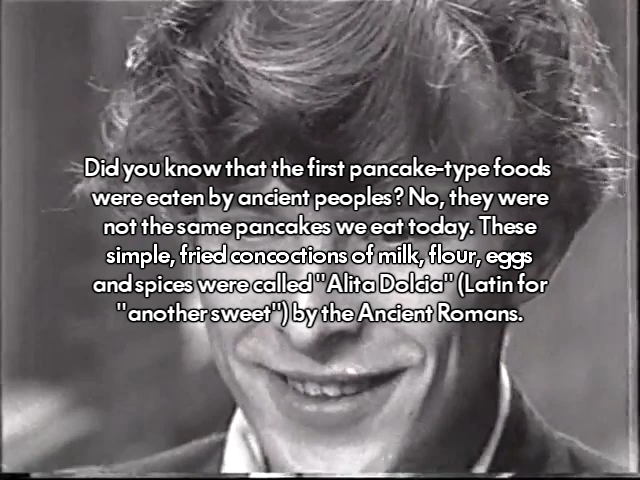 Did you know that the first pancake-type foods
were eaten by ancient peoples? No, they were
not the same pancakes we eat today. These
simple, fried concoctions of milk, flour, eggs
and spices were called "Alita Dolcia" (Latin for
"another sweet") by the Ancient Romans.